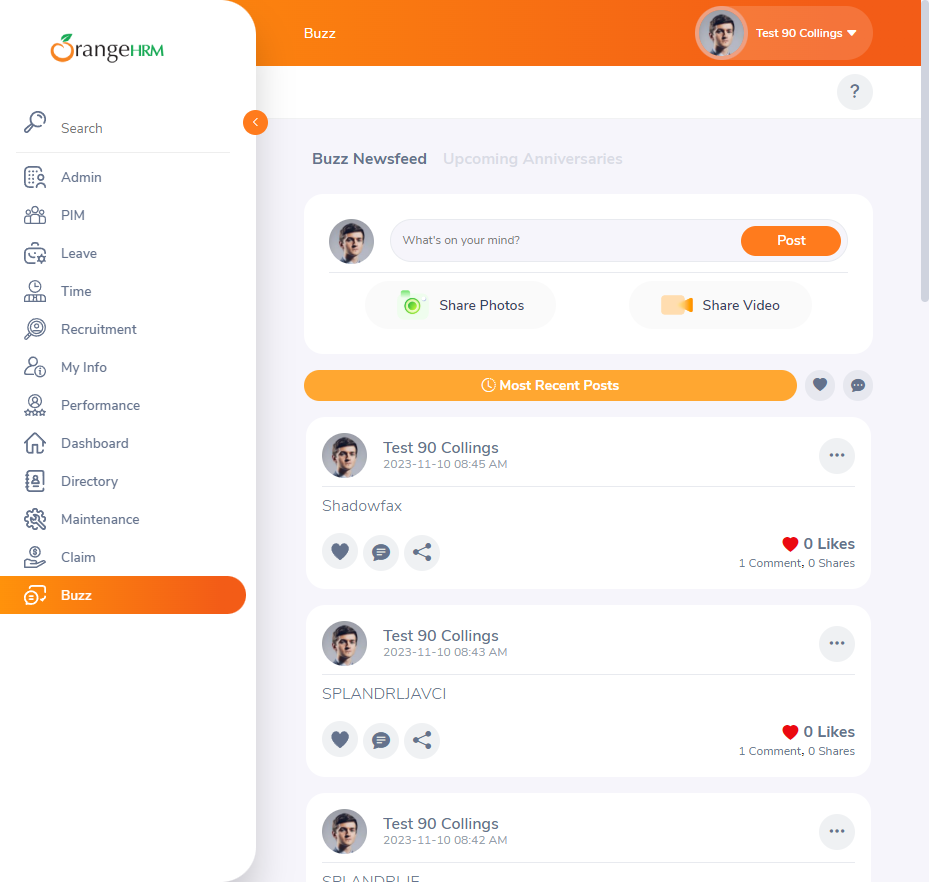 OrangeHRM
Buzz
Test 90 Collings
?
Search
Admin
PIM
Leave
Time
Recruitment
My Info
Performance
Dashboard
Directory
Maintenance
Claim
Buzz
Buzz Newsfeed
Upcoming Anniversaries
What's on your mind?
Post
Share Photos
Share Video
Most Recent Posts
Test 90 Collings
2023-11-10 08:45 AM
Shadowfax
0 Likes
1 Comment, 0 Shares
Test 90 Collings
2023-11-10 08:43 AM
SPLANDRLJAVCI
0 Likes
1 Comment, 0 Shares
Test 90 Collings
2023-11-10 08:42 AM